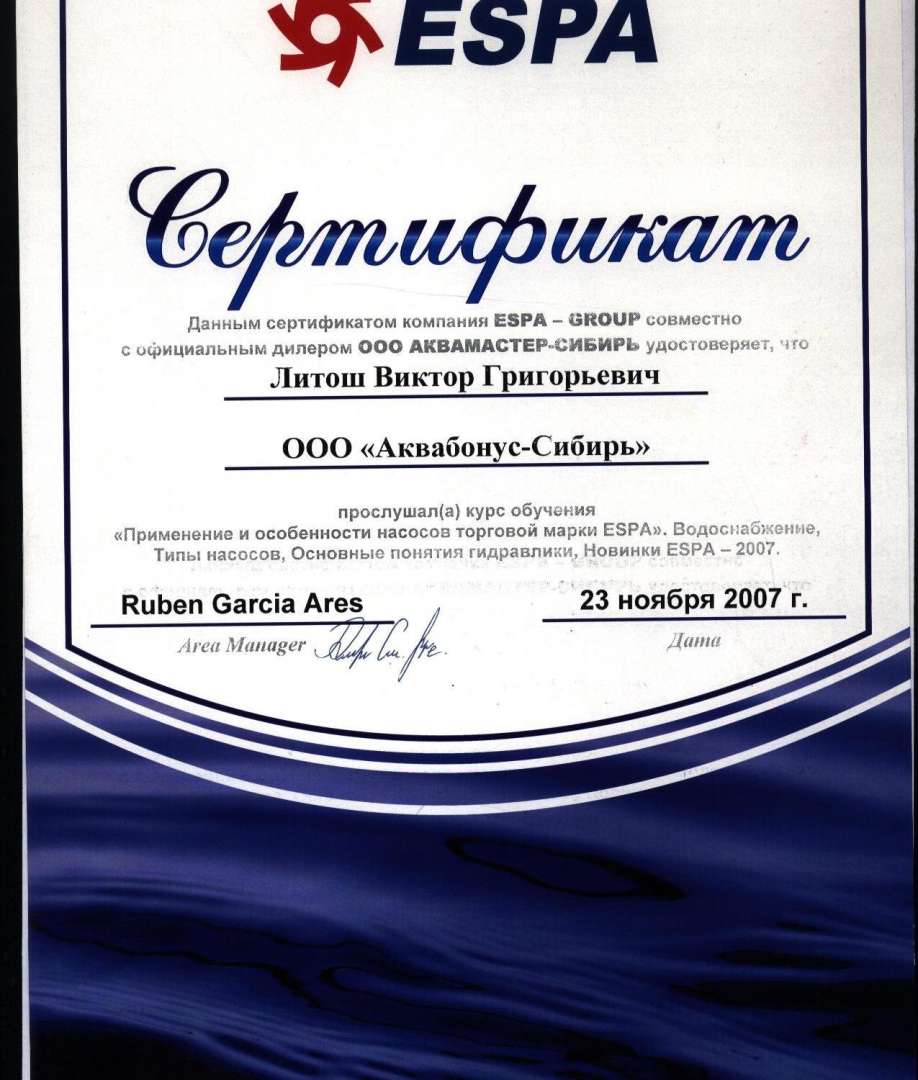 ESPA
Сертификат
Данным сертификатом компания ESPA – GROUP совместно
с официальным дилером ООО АКВАМАСТЕР-СИБИРЬ удостоверяет, что
Литош Виктор Григорьевич
ООО «Аквабонус-Сибирь»
прослушал(а) курс обучения
«Применение и особенности насосов торговой марки ESPA». Водоснабжение,
Типы насосов, Основные понятия гидравлики, Новинки ESPA – 2007.
Ruben Garcia Ares 23 ноября 2007 г.
Area Manager Дата